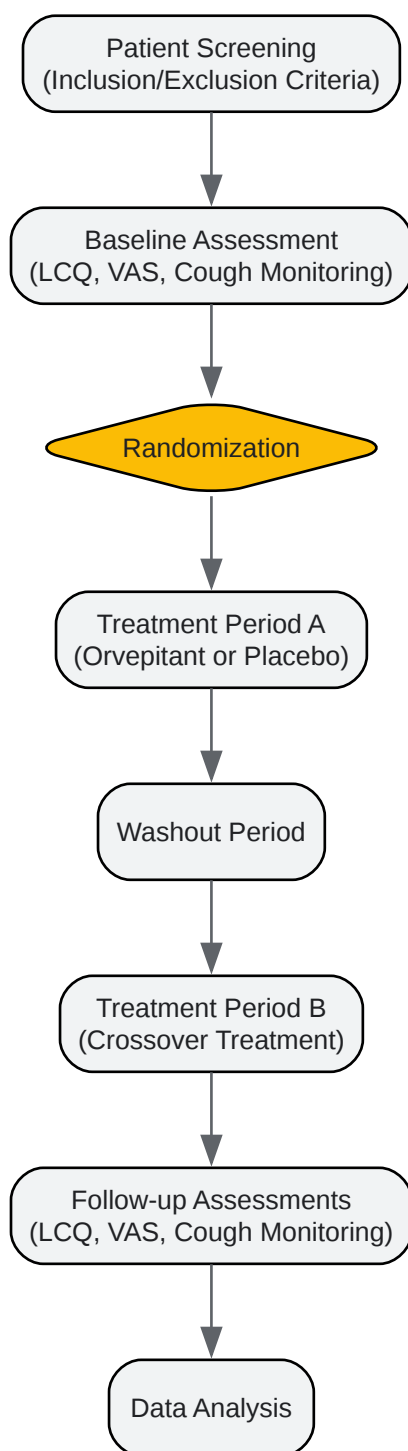 Patient Screening
(Inclusion/Exclusion Criteria)
Baseline Assessment
(LCQ, VAS, Cough Monitoring)
Randomization
Treatment Period A
(Orvepitant or Placebo)
Washout Period
Treatment Period B
(Crossover Treatment)
Follow-up Assessments
(LCQ, VAS, Cough Monitoring)
Data Analysis